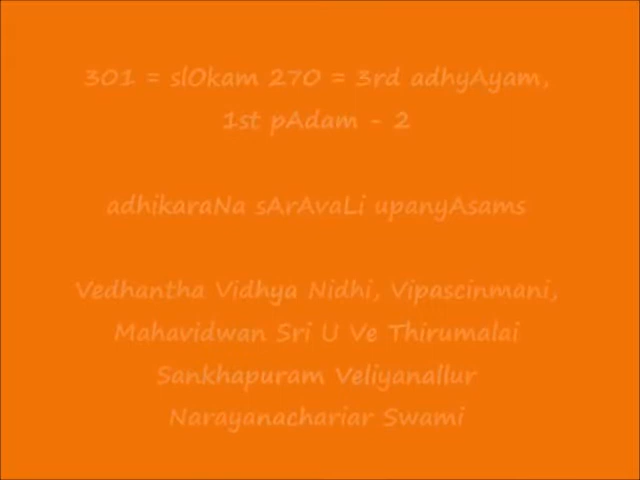 301 = slOkam 270 = 3rd adhyAyam,
1st pAdam - 2
adhikaraNa sArAvaLi upanyAsams
Vedhantha Vidhya Nidhi, Vipascinmani,
Mahavidwan Sri U Ve Thirumalai
Sankhapuram Veliyanallur
Narayanachariar Swami